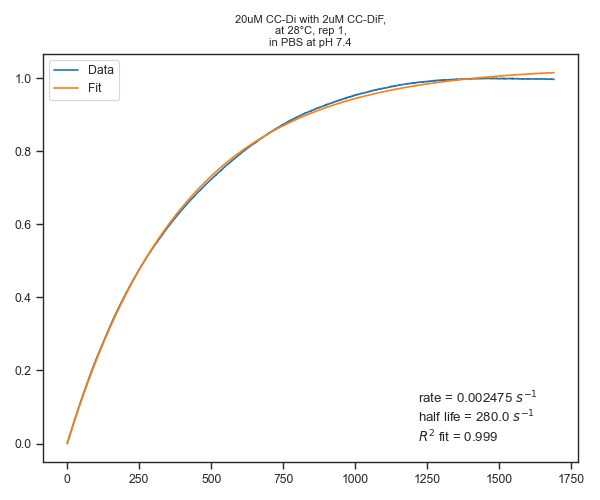 20uM CC-Di with 2uM CC-DiF,
at 28°C, rep 1,
in PBS at pH 7.4
Data
Fit
1.0
0.8
0.6
0.4
0.2
0.0
rate = 0.002475 s⁻¹
half life = 280.0 s⁻¹
R² fit = 0.999
0 250 500 750 1000 1250 1500 1750